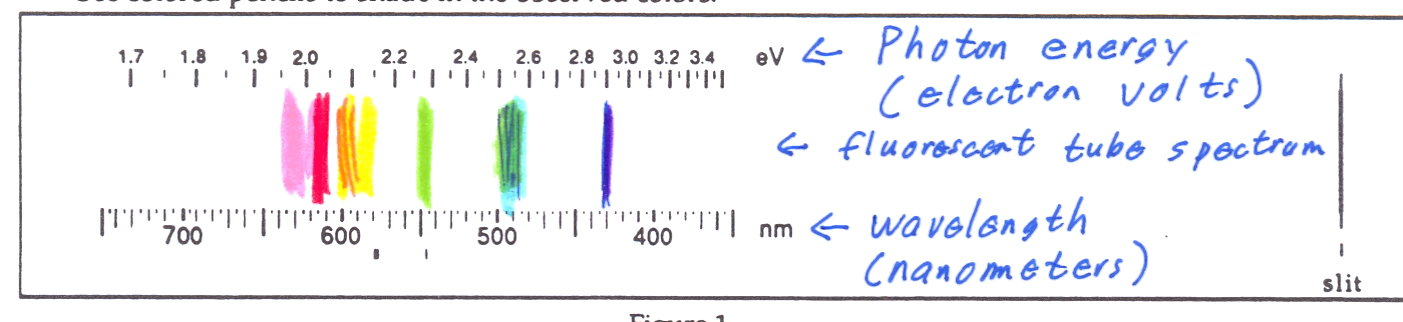 1.7 1.8 1.9 2.0 2.2 2.4 2.6 2.8 3.0 3.2 3.4 eV ← Photon energy
(electron volts)
← fluorescent tube spectrum
700 600 500 400 nm ← wavelength
(nanometers)
slit